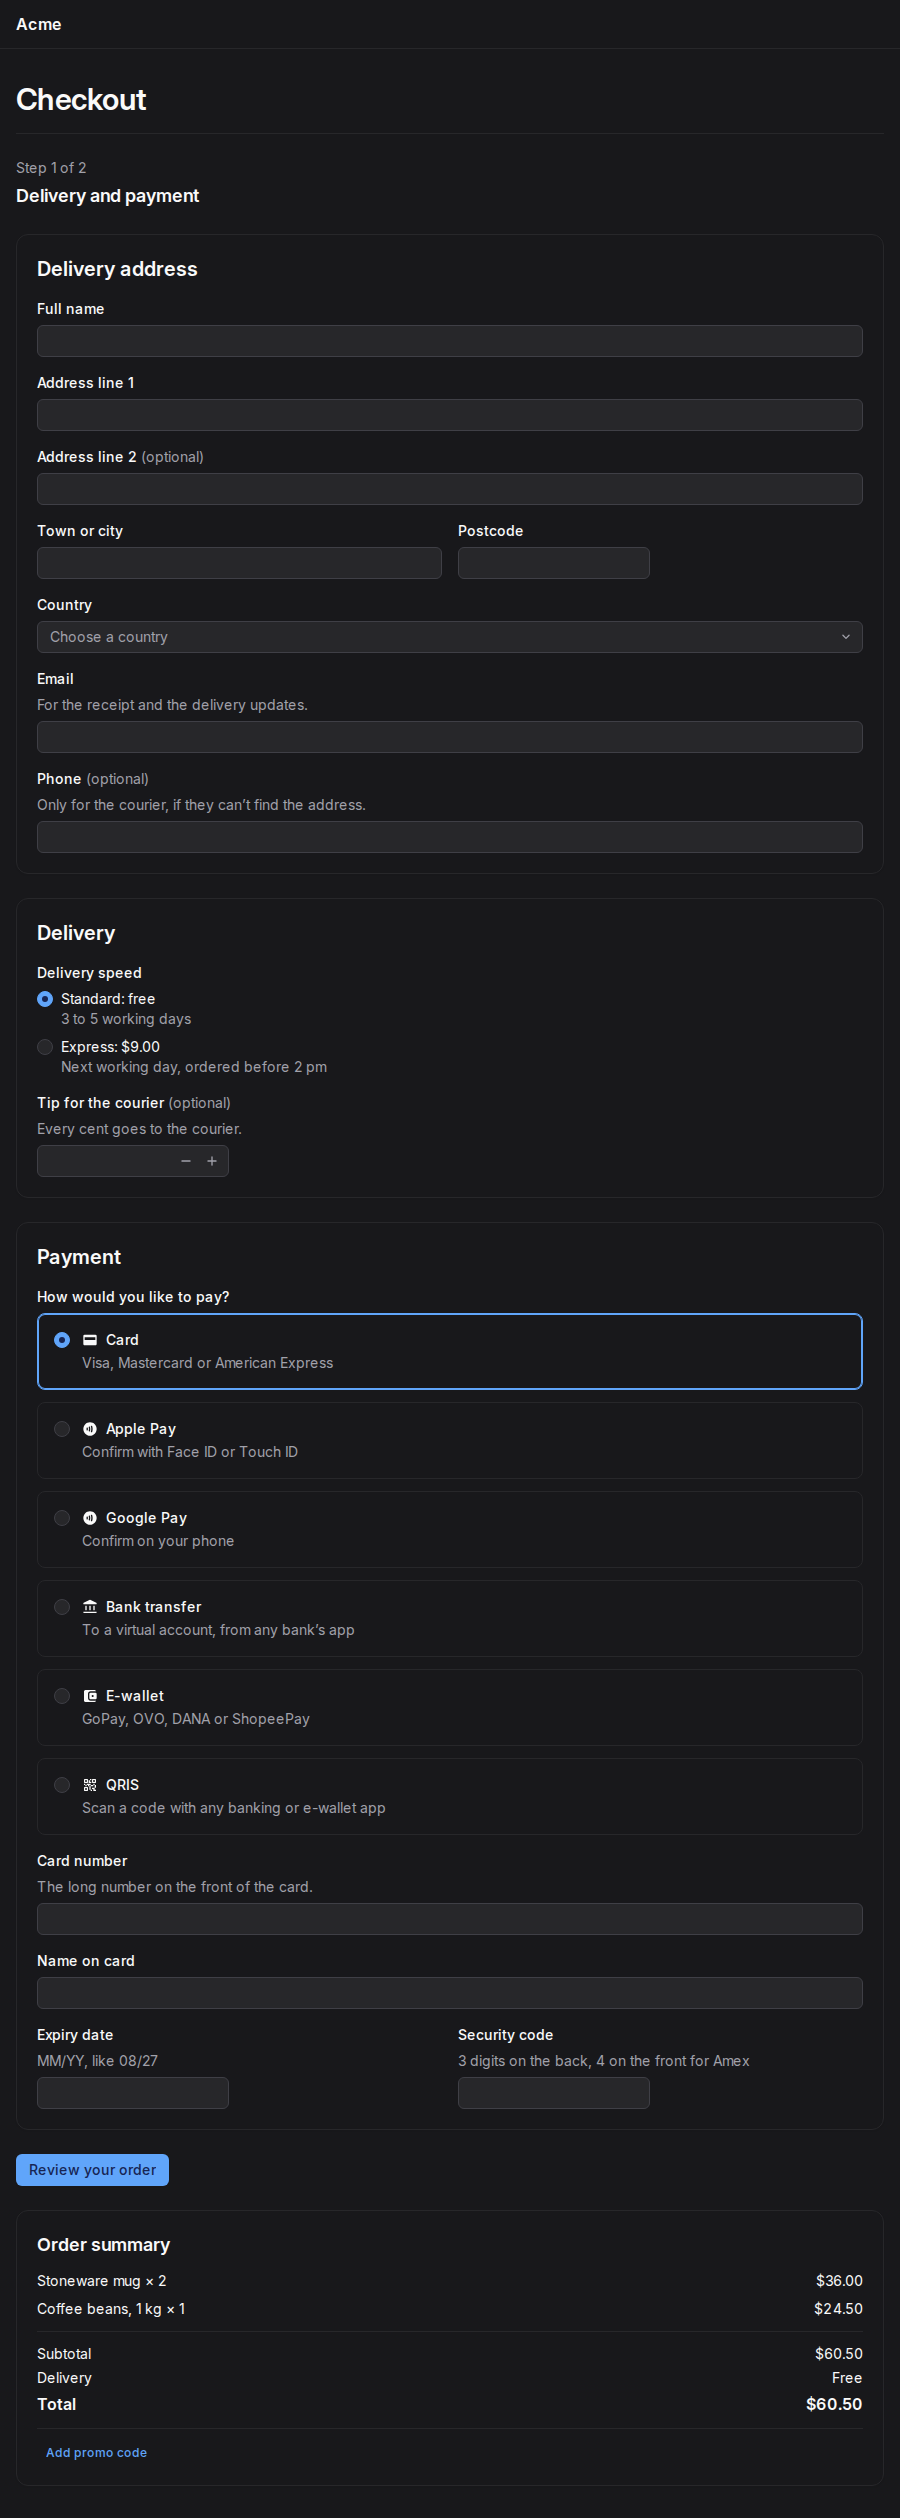 Acme
Checkout
Step 1 of 2
Delivery and payment
Delivery address
Full name
Address line 1
Address line 2 (optional)
Town or city
Postcode
Country
Choose a country
Email
For the receipt and the delivery updates.
Phone (optional)
Only for the courier, if they can’t find the address.
Delivery
Delivery speed
Standard: free
3 to 5 working days
Express: $9.00
Next working day, ordered before 2 pm
Tip for the courier (optional)
Every cent goes to the courier.
Payment
How would you like to pay?
Card
Visa, Mastercard or American Express
Apple Pay
Confirm with Face ID or Touch ID
Google Pay
Confirm on your phone
Bank transfer
To a virtual account, from any bank’s app
E-wallet
GoPay, OVO, DANA or ShopeePay
QRIS
Scan a code with any banking or e-wallet app
Card number
The long number on the front of the card.
Name on card
Expiry date
MM/YY, like 08/27
Security code
3 digits on the back, 4 on the front for Amex
Review your order
Order summary
Stoneware mug × 2 $36.00
Coffee beans, 1 kg × 1 $24.50
Subtotal $60.50
Delivery Free
Total $60.50
Add promo code